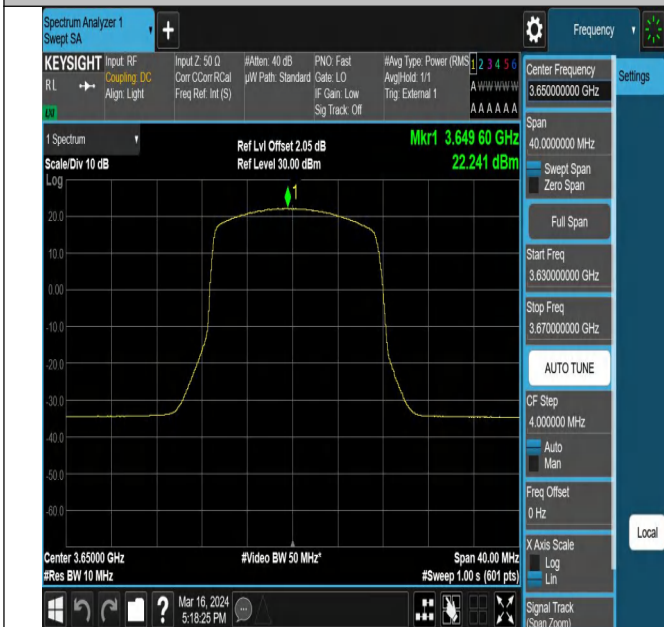 Spectrum Analyzer 1
Swept SA
+
Frequency
KEYSIGHT
RL
LXI
Input: RF
Coupling: DC
Align: Light
Input Z: 50 Ω
Corr CCorr RCal
Freq Ref: Int (S)
#Atten: 40 dB
µW Path: Standard
PNO: Fast
Gate: LO
IF Gain: Low
Sig Track: Off
#Avg Type: Power (RMS
Avg|Hold: 1/1
Trig: External 1
1 2 3 4 5 6
A W W W W W
A A A A A A
1 Spectrum
Scale/Div 10 dB
Log
Ref Lvl Offset 2.05 dB
Ref Level 30.00 dBm
Mkr1 3.649 60 GHz
22.241 dBm
1
20.0
10.0
0.00
-10.0
-20.0
-30.0
-40.0
-50.0
-60.0
Center 3.65000 GHz
#Res BW 10 MHz
#Video BW 50 MHz*
Span 40.00 MHz
#Sweep 1.00 s (601 pts)
Center Frequency
3.650000000 GHz
Settings
Span
40.0000000 MHz
Swept Span
Zero Span
Full Span
Start Freq
3.630000000 GHz
Stop Freq
3.670000000 GHz
AUTO TUNE
CF Step
4.000000 MHz
Auto
Man
Freq Offset
0 Hz
X Axis Scale
Log
Lin
Local
Signal Track
(Span Zoom)
?
Mar 16, 2024
5:18:25 PM